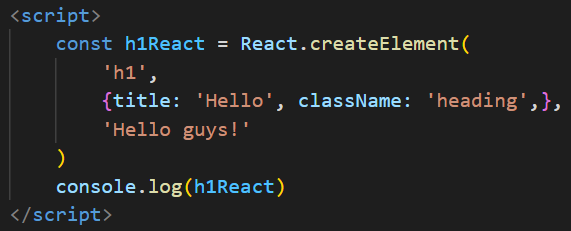 <script>
const h1React = React.createElement(
'h1',
{title: 'Hello', className: 'heading',},
'Hello guys!'
)
console.log(h1React)
</script>